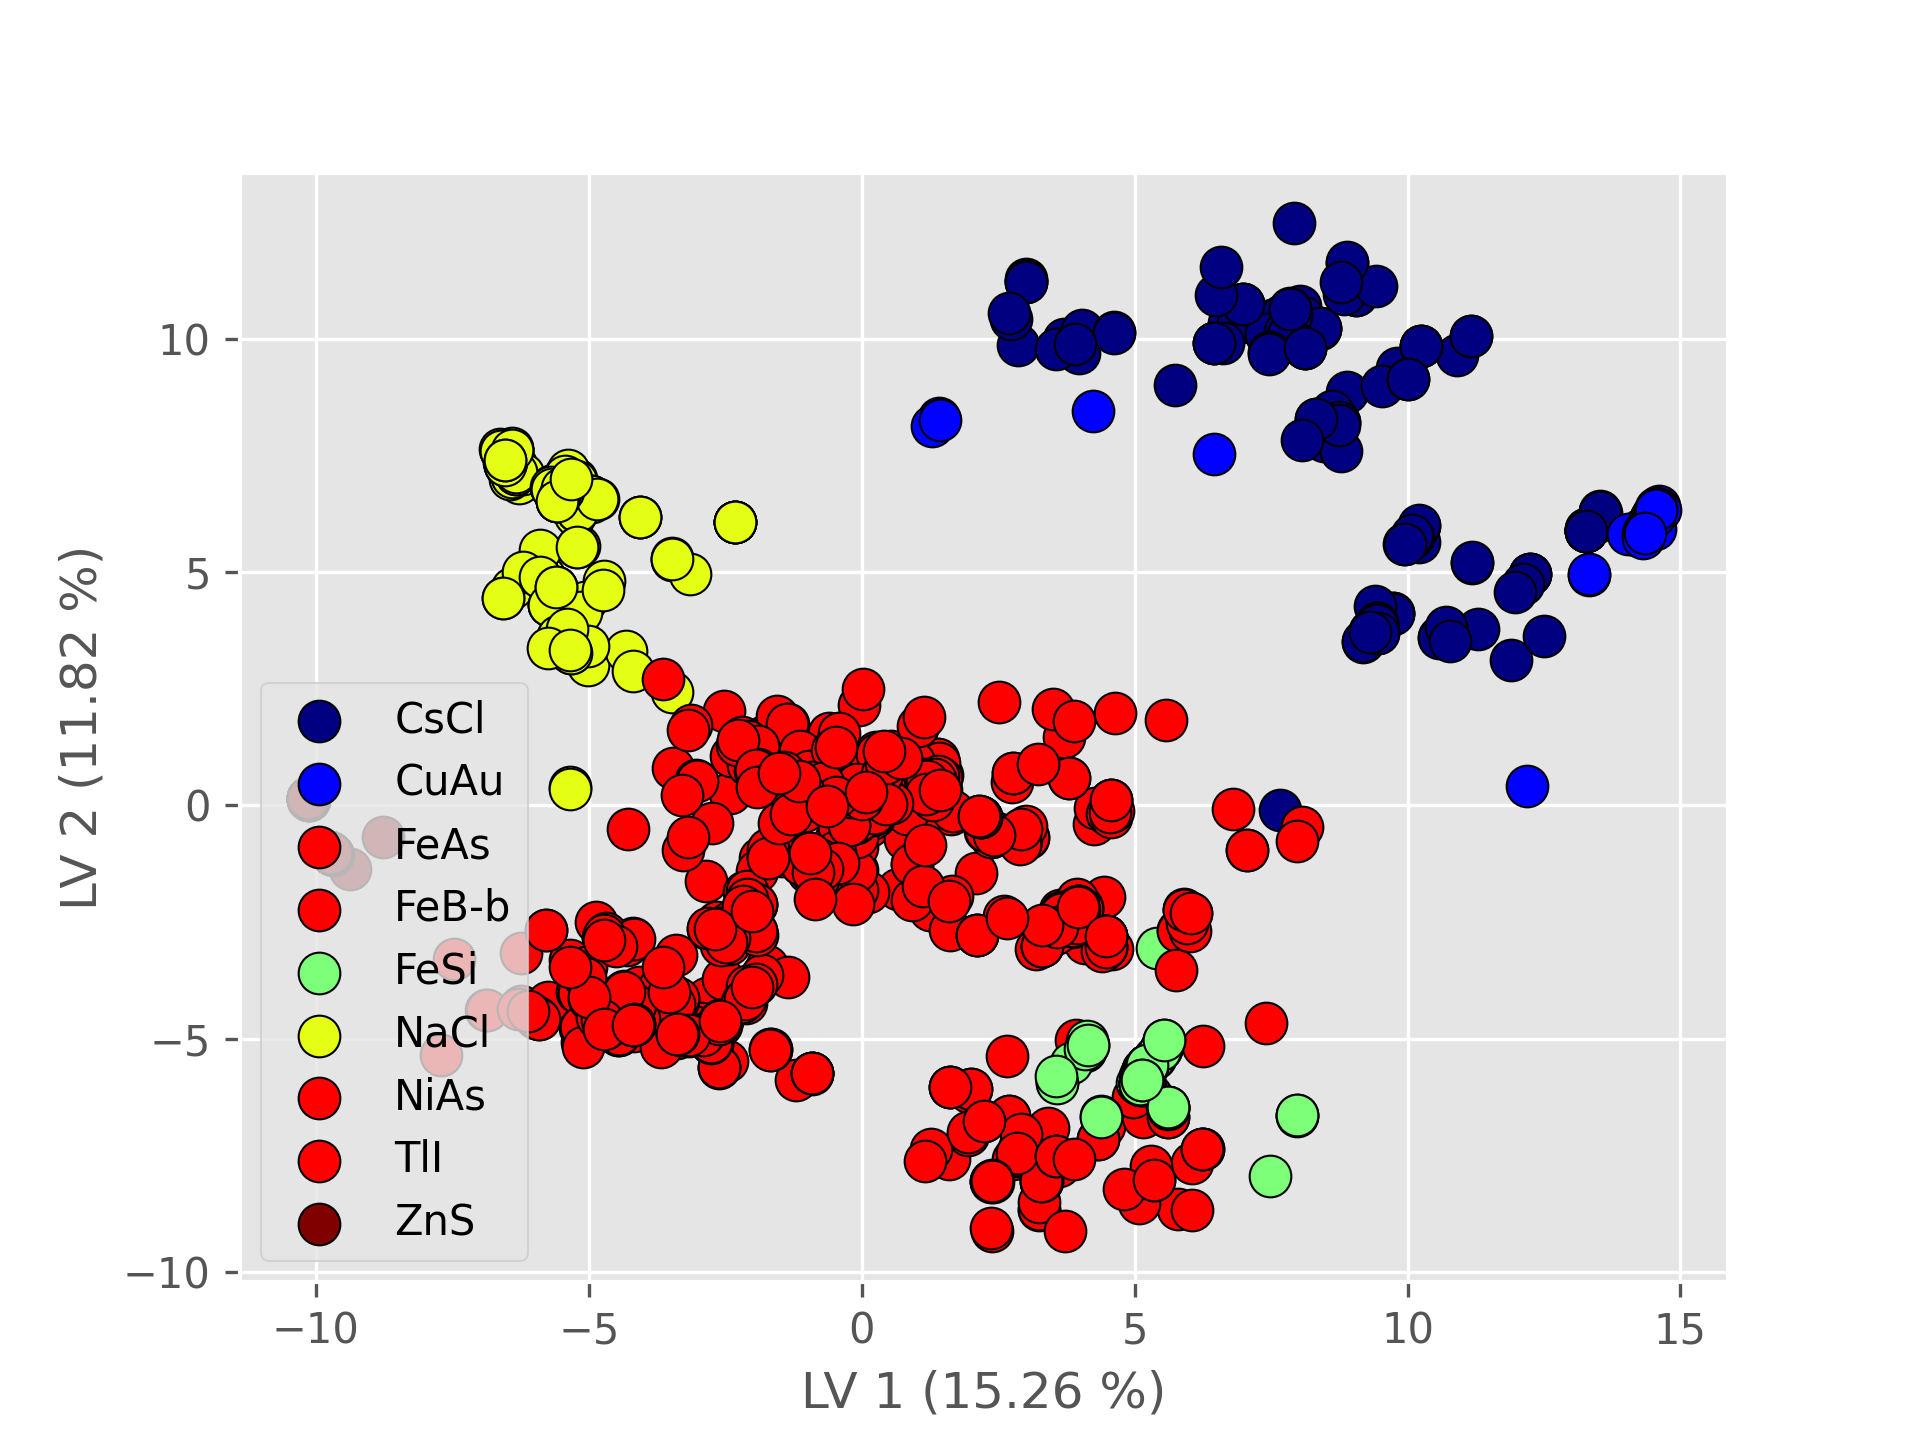 10
5
0
−5
−10
LV 2 (11.82 %)
CsCl
CuAu
FeAs
FeB-b
FeSi
NaCl
NiAs
TlI
ZnS
−10 −5 0 5 10 15
LV 1 (15.26 %)